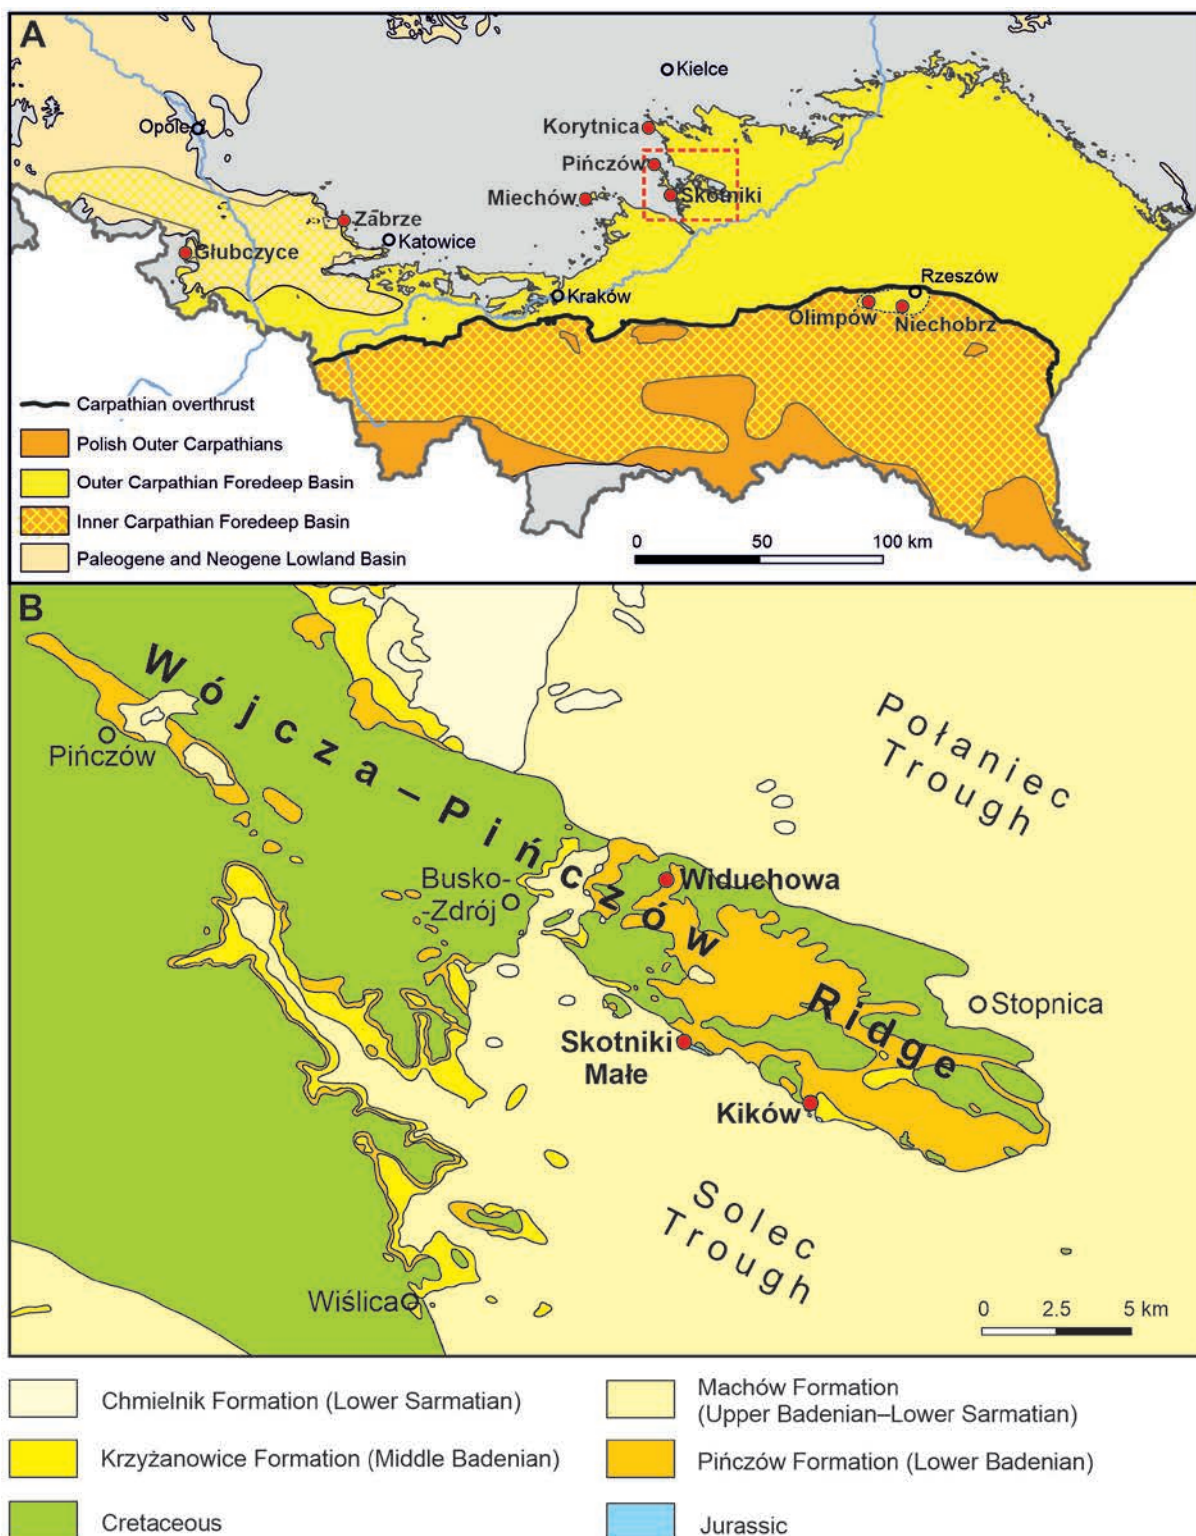 A
Kielce
Opole
Korytnica
Pińczów
Skotniki
Miechów
Zabrze
Katowice
Głubczyce
Rzeszów
Kraków
Olimpów
Niechobrz
Carpathian overthrust
Polish Outer Carpathians
Outer Carpathian Foredeep Basin
Inner Carpathian Foredeep Basin
Paleogene and Neogene Lowland Basin
0 50 100 km
B
Wójcza–Pińczów Ridge
Połaniec
Trough
Pińczów
Busko-
-Zdrój
Widuchowa
Stopnica
Skotniki
Małe
Kików
Solec
Trough
Wiślica
0 2.5 5 km
Chmielnik Formation (Lower Sarmatian)
Machów Formation
(Upper Badenian–Lower Sarmatian)
Krzyżanowice Formation (Middle Badenian)
Pińczów Formation (Lower Badenian)
Cretaceous
Jurassic